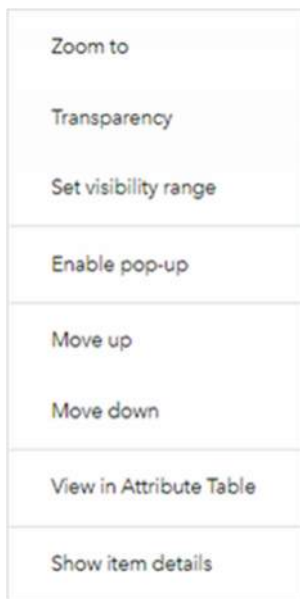 Zoom to
Transparency
Set visibility range
Enable pop-up
Move up
Move down
View in Attribute Table
Show item details